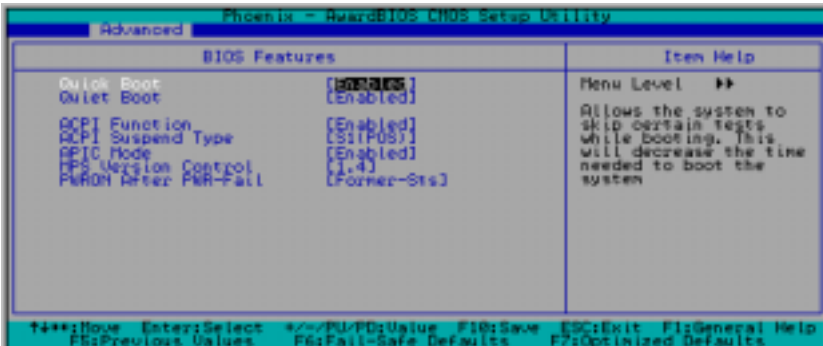 Phoenix - AwardBIOS CMOS Setup Utility
Advanced
BIOS Features
Quick Boot [Enabled]
Quiet Boot [Enabled]
ACPI Function [Enabled]
ACPI Suspend Type [S1(POS)]
APIC Mode [Enabled]
MPS Version Control [1.4]
PWRON After PWR-Fail [Former-Sts]
Item Help
Menu Level ▶▶
Allows the system to
skip certain tests
while booting. This
will decrease the time
needed to boot the
system
:Move Enter:Select +/-/PU/PD:Value F10:Save ESC:Exit F1:General Help
F5:Previous Values F6:Fail-Safe Defaults F7:Optimized Defaults